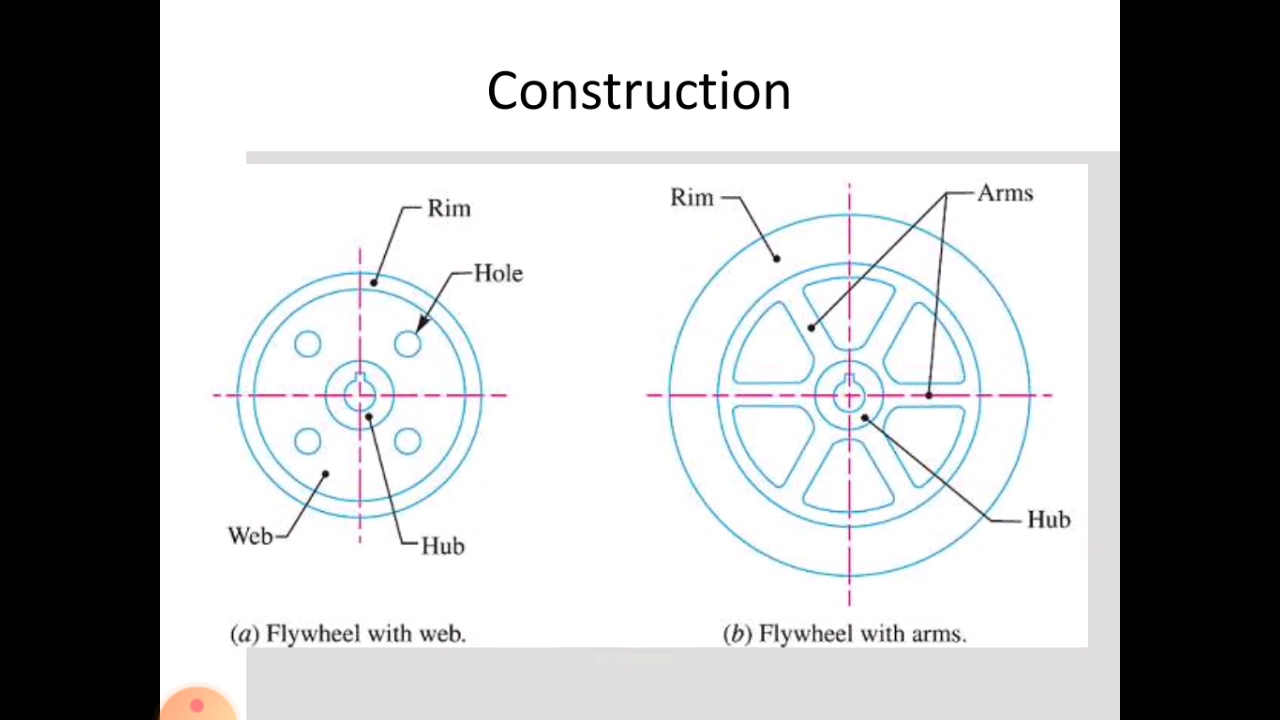 Construction
Rim
Hole
Web
Hub
(a) Flywheel with web.
Rim
Arms
Hub
(b) Flywheel with arms.